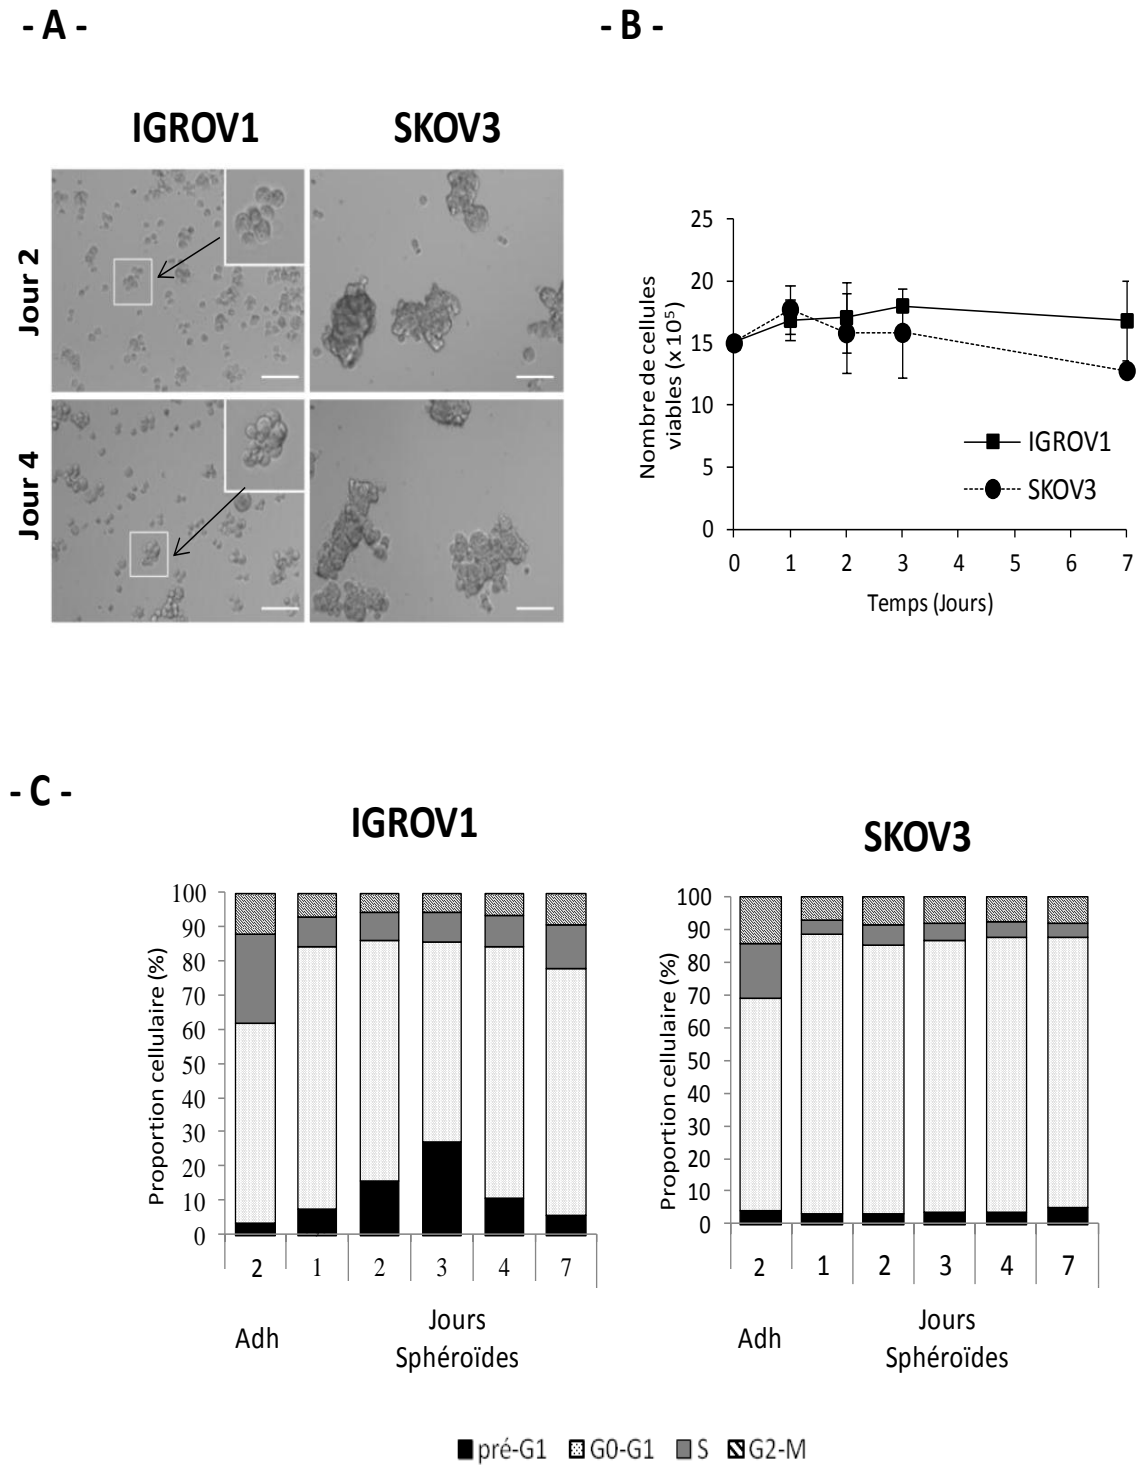 - A -
IGROV1 SKOV3
Jour 2
Jour 4
- B -
Nombre de cellules
viables (x 10⁵)
25
20
15
10
5
0
0 1 2 3 4 5 6 7
Temps (Jours)
IGROV1
SKOV3
- C -
IGROV1
Proportion cellulaire (%)
100
90
80
70
60
50
40
30
20
10
0
2 1 2 3 4 7
Adh
Jours
Sphéroïdes
SKOV3
Proportion cellulaire (%)
100
90
80
70
60
50
40
30
20
10
0
2 1 2 3 4 7
Adh
Jours
Sphéroïdes
pré-G1 G0-G1 S G2-M